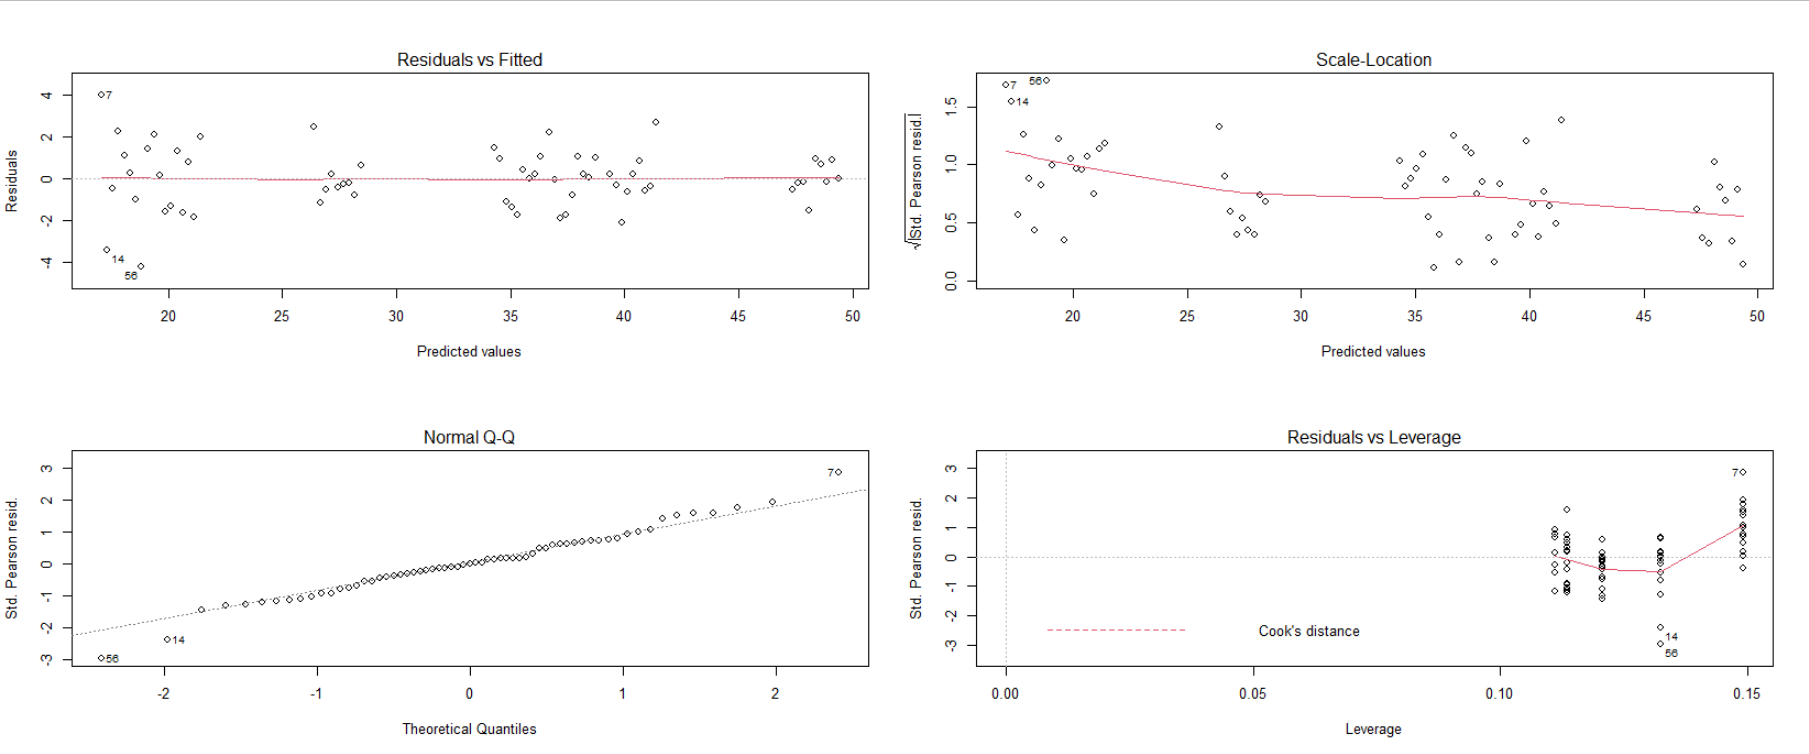 Residuals vs Fitted
Residuals
4
2
0
-2
-4
7
14
56
20 25 30 35 40 45 50
Predicted values
Scale-Location
√|Std. Pearson resid.|
1.5
1.0
0.5
0.0
7
56
14
20 25 30 35 40 45 50
Predicted values
Normal Q-Q
Std. Pearson resid.
3
2
1
0
-1
-2
-3
7
14
56
-2 -1 0 1 2
Theoretical Quantiles
Residuals vs Leverage
Std. Pearson resid.
3
2
1
0
-1
-2
-3
7
Cook's distance
14
56
0.00 0.05 0.10 0.15
Leverage